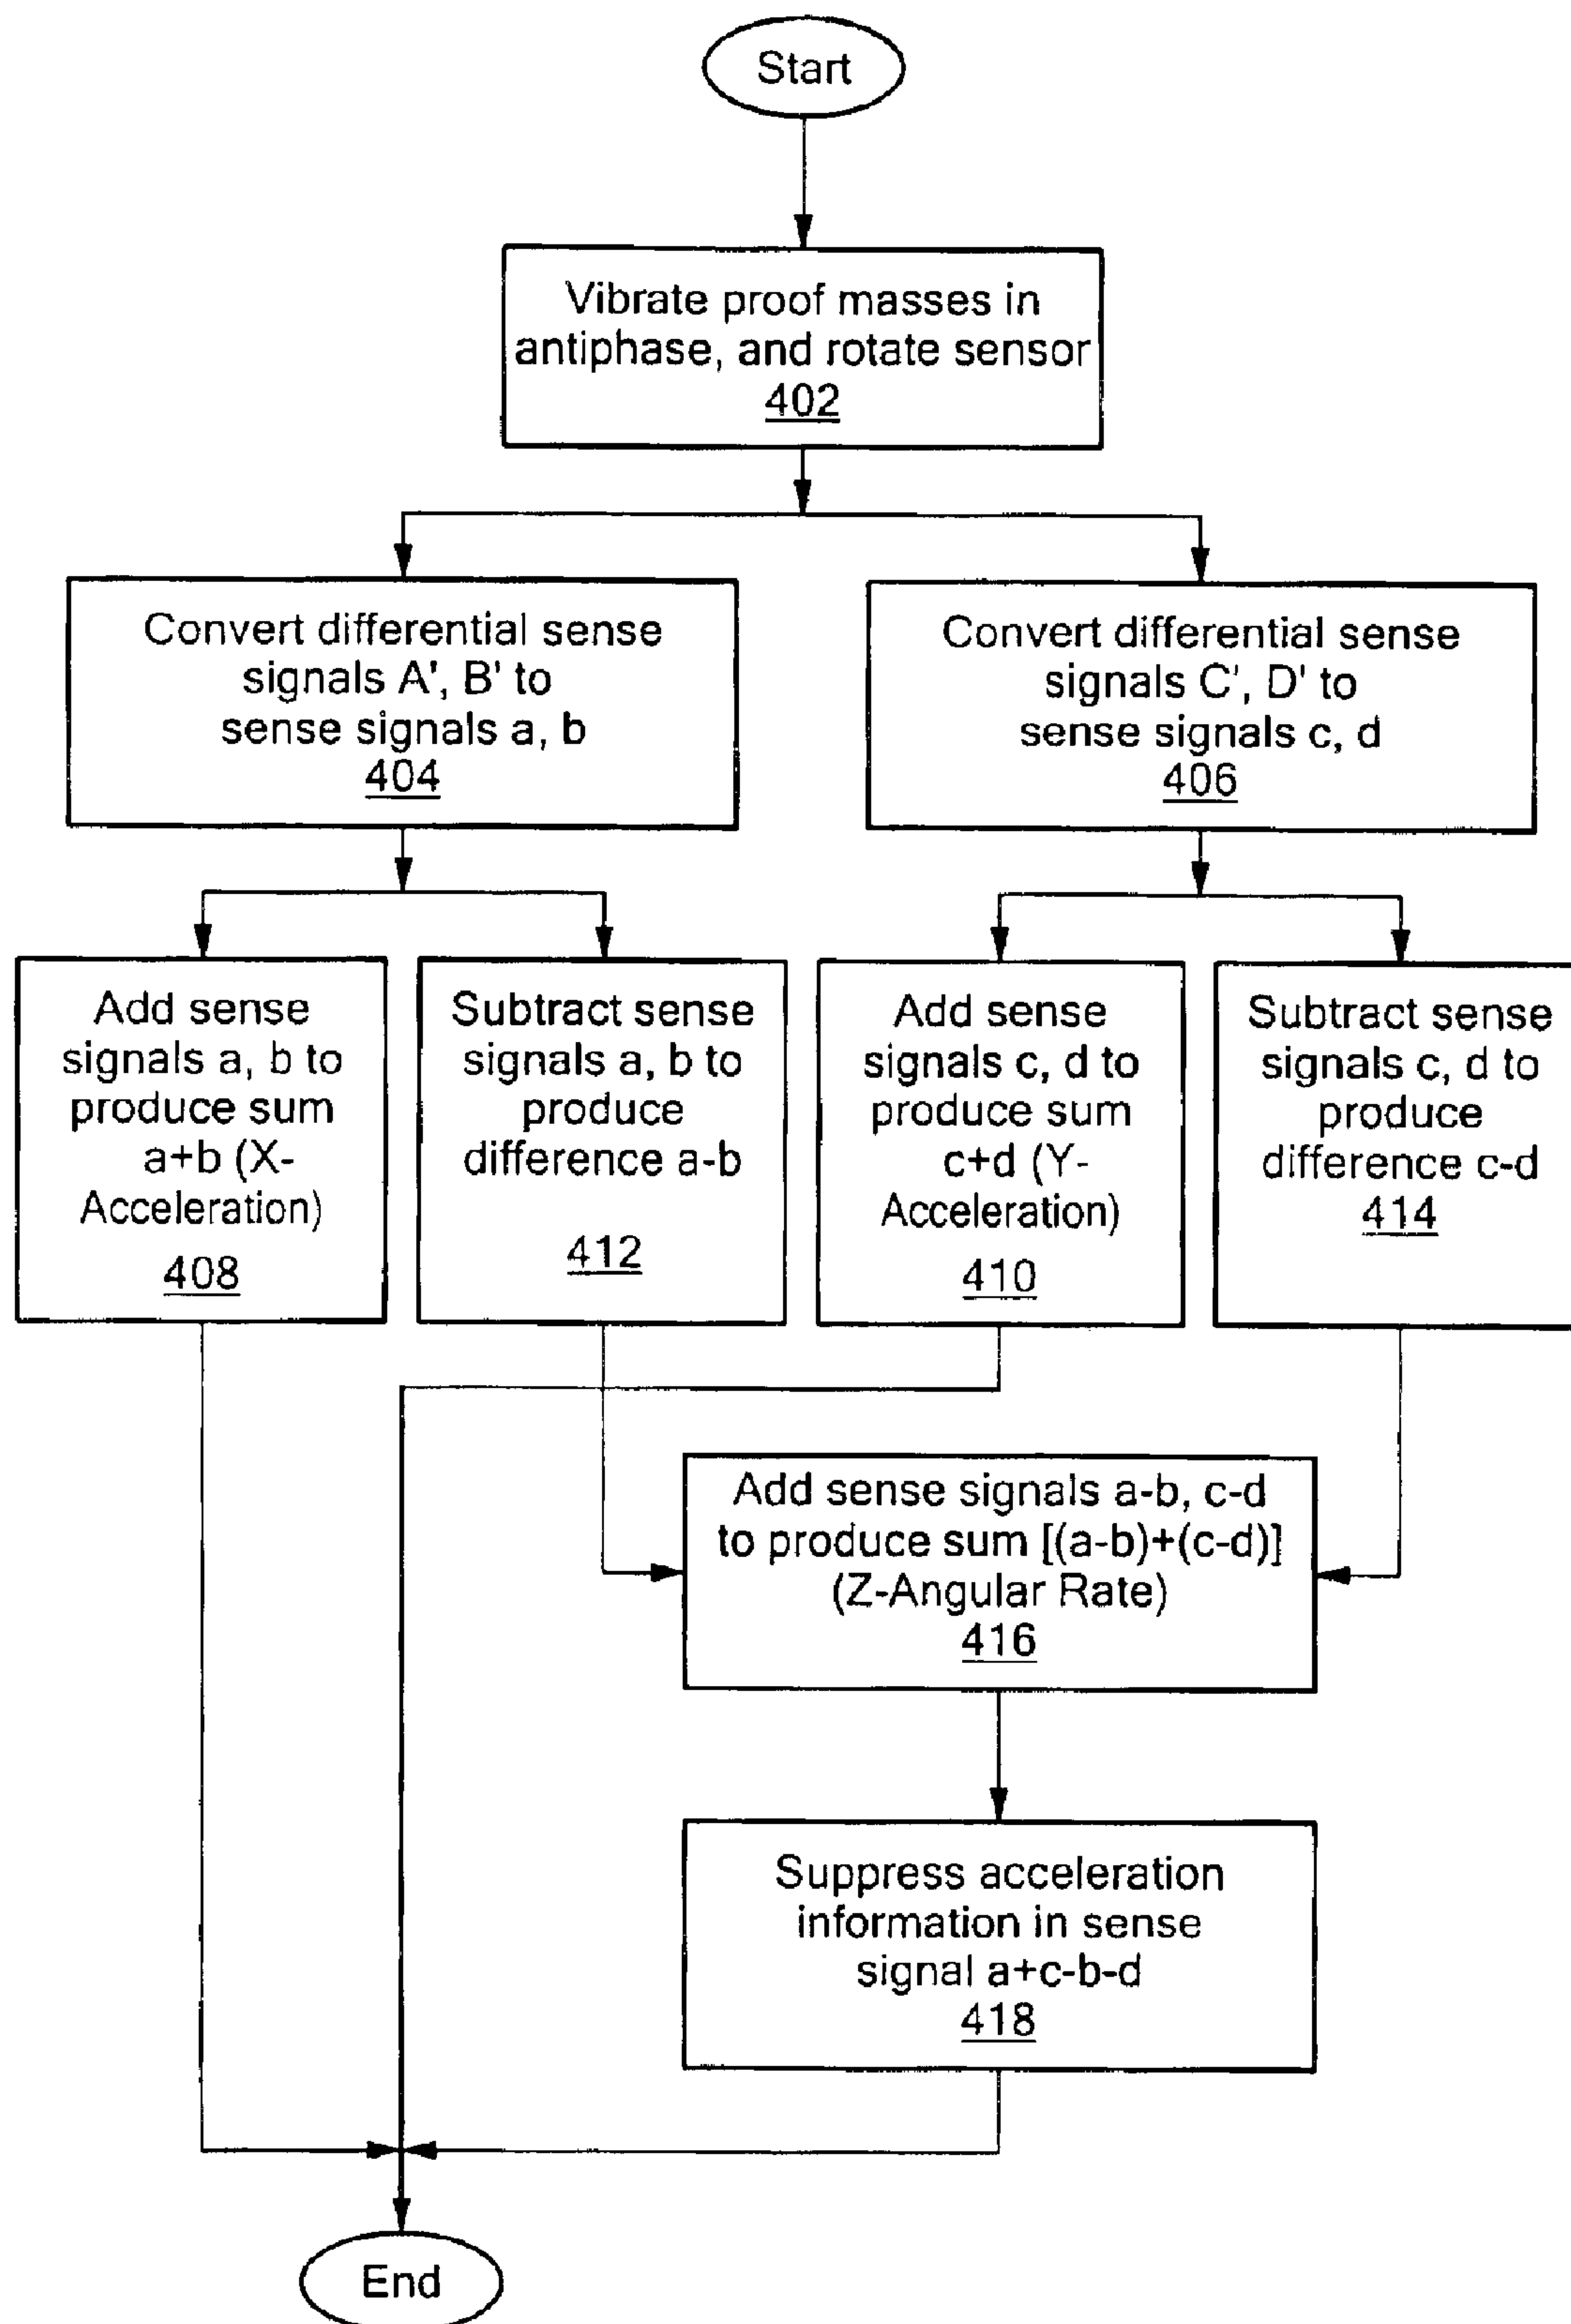 Start
Vibrate proof masses in
antiphase, and rotate sensor
402
Convert differential sense
signals A', B' to
sense signals a, b
404
Convert differential sense
signals C', D' to
sense signals c, d
406
Add sense
signals a, b to
produce sum
a+b (X-
Acceleration)
408
Subtract sense
signals a, b to
produce
difference a-b
412
Add sense
signals c, d to
produce sum
c+d (Y-
Acceleration)
410
Subtract sense
signals c, d to
produce
difference c-d
414
Add sense signals a-b, c-d
to produce sum [(a-b)+(c-d)]
(Z-Angular Rate)
416
Suppress acceleration
information in sense
signal a+c-b-d
418
End